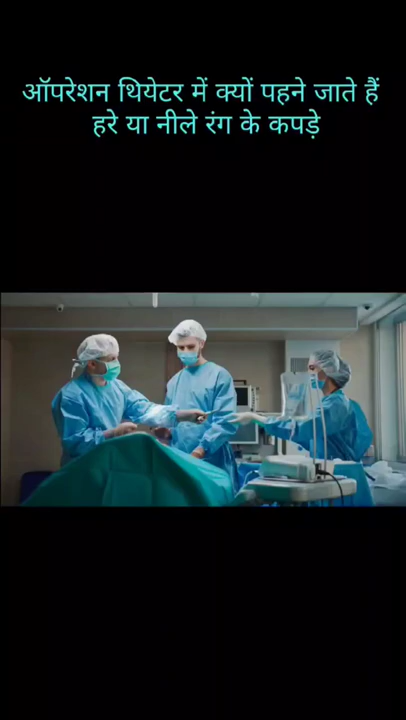 ऑपरेशन थियेटर में क्यों पहने जाते हैं
हरे या नीले रंग के कपड़े